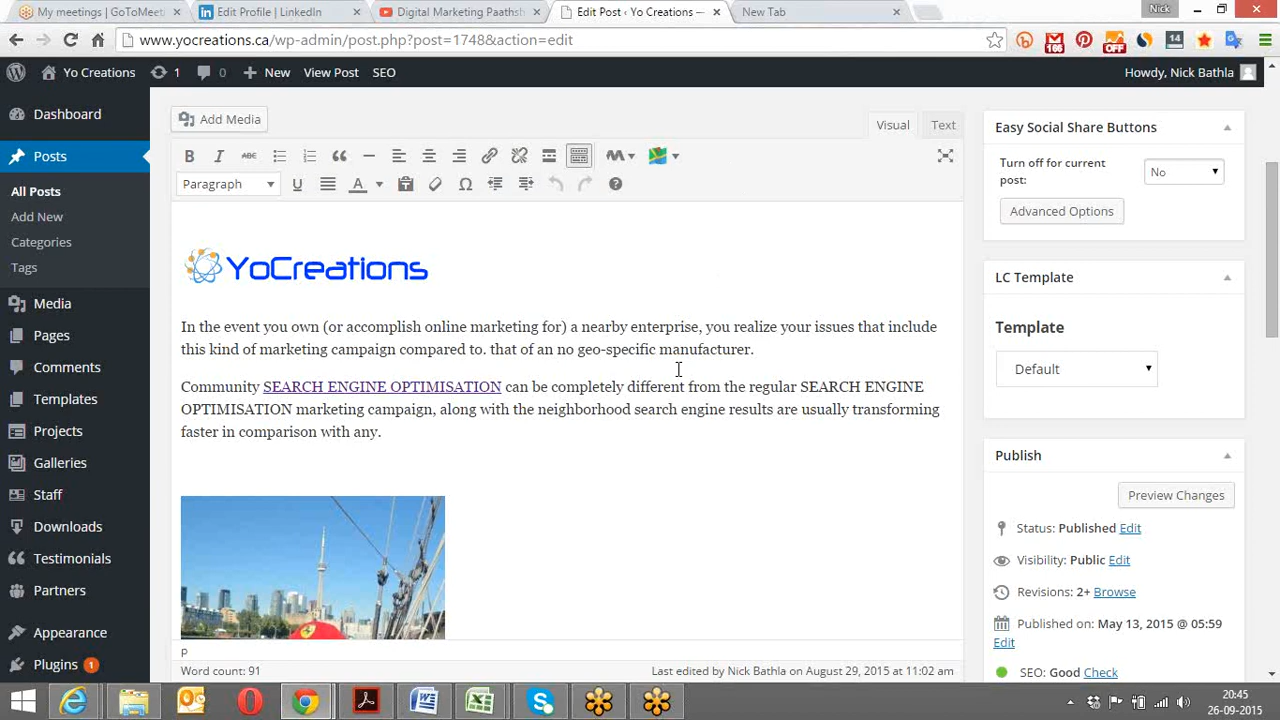 My meetings | GoToMeet
Edit Profile | LinkedIn
Digital Marketing Paathsh
Edit Post ‹ Yo Creations —
New Tab
Nick
www.yocreations.ca/wp-admin/post.php?post=1748&action=edit
166
OFF
14
Yo Creations
1
0
New
View Post
SEO
Howdy, Nick Bathla
Dashboard
Posts
All Posts
Add New
Categories
Tags
Media
Pages
Comments
Templates
Projects
Galleries
Staff
Downloads
Testimonials
Partners
Appearance
Plugins 1
Add Media
Visual
Text
B I ABC
Paragraph
U
A
YoCreations
In the event you own (or accomplish online marketing for) a nearby enterprise, you realize your issues that include
this kind of marketing campaign compared to. that of an no geo-specific manufacturer.
Community SEARCH ENGINE OPTIMISATION can be completely different from the regular SEARCH ENGINE
OPTIMISATION marketing campaign, along with the neighborhood search engine results are usually transforming
faster in comparison with any.
p
Word count: 91
Last edited by Nick Bathla on August 29, 2015 at 11:02 am
Easy Social Share Buttons
Turn off for current
post:
No
Advanced Options
LC Template
Template
Default
Publish
Preview Changes
Status: Published Edit
Visibility: Public Edit
Revisions: 2+ Browse
Published on: May 13, 2015 @ 05:59
Edit
SEO: Good Check
20:45
26-09-2015